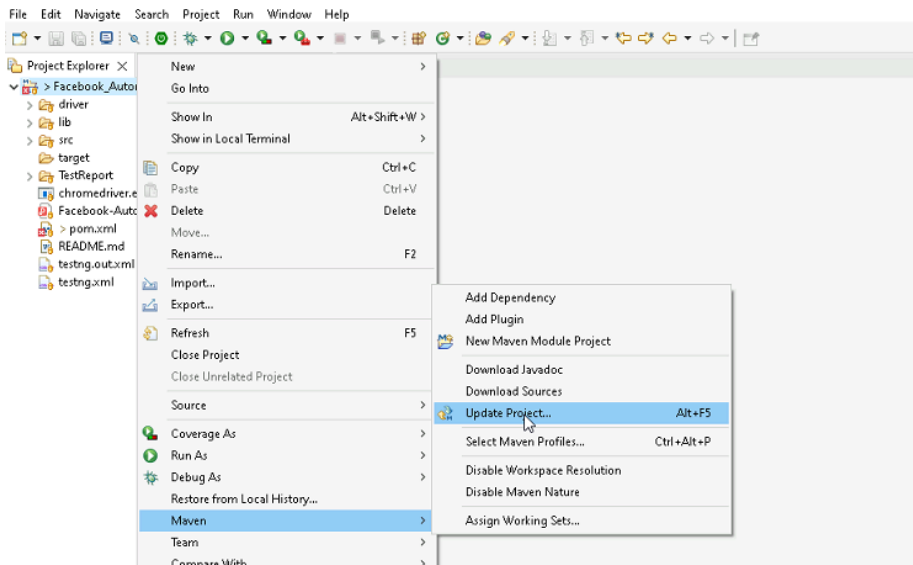 File Edit Navigate Search Project Run Window Help
Project Explorer
> Facebook_Auto
driver
lib
src
target
TestReport
chromedriver.e
Facebook-Auto
> pom.xml
README.md
testng.out.xml
testng.xml
New
Go Into
Show In Alt+Shift+W >
Show in Local Terminal
Copy Ctrl+C
Paste Ctrl+V
Delete Delete
Move...
Rename... F2
Import...
Export...
Refresh F5
Close Project
Close Unrelated Project
Source
Coverage As
Run As
Debug As
Restore from Local History...
Maven
Team
Compare With
Add Dependency
Add Plugin
New Maven Module Project
Download Javadoc
Download Sources
Update Project... Alt+F5
Select Maven Profiles... Ctrl+Alt+P
Disable Workspace Resolution
Disable Maven Nature
Assign Working Sets...